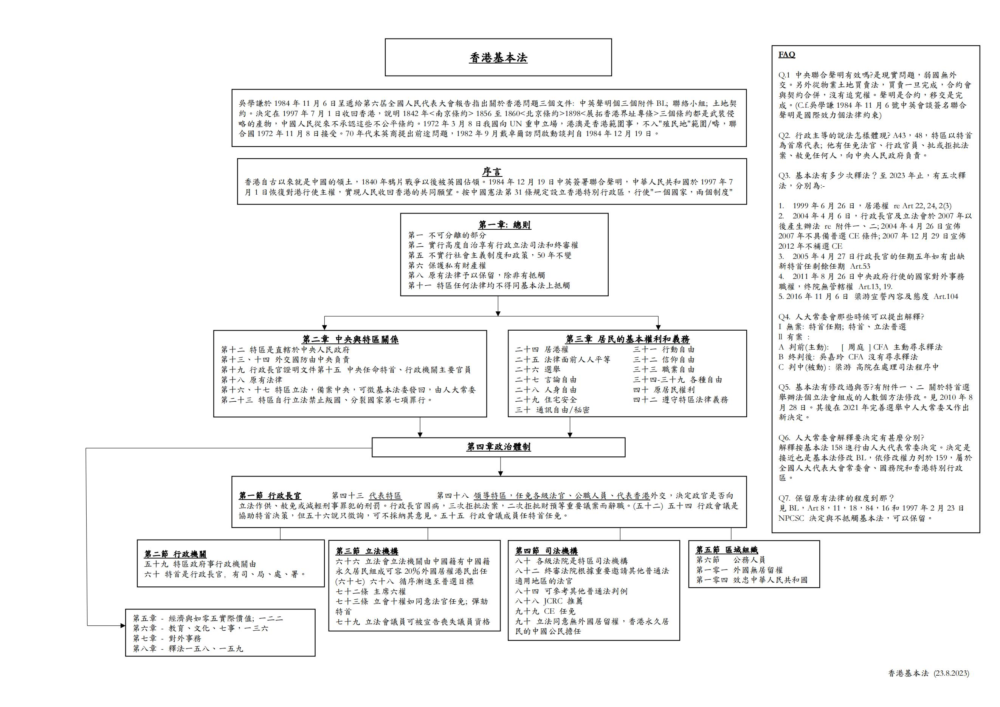 香港基本法
吳學謙於 1984 年 11 月 6 日呈遞給第六屆全國人民代表大會報告指出關於香港問題三個文件: 中英聲明個三個附件 BL; 聯絡小組; 土地契
約。決定在 1997 年 7 月 1 日收回香港，說明 1842 年<南京條約> 1856 至 1860<北京條約>1898<展拓香港界址專條>三個條約都是武裝侵
略的產物，中國人民從來不承認這些不公平條約。1972 年 3 月 8 日我國向 UN 重申立場，港澳是香港範圍事，不入"殖民地"範圍/疇，聯
合國 1972 年 11 月 8 日接受。70 年代末英商提出前途問題，1982 年 9 月戴卓爾訪問啟動談判自 1984 年 12 月 19 日。
序言
香港自古以來就是中國的領土，1840 年鴉片戰爭以後被英國佔領。1984 年 12 月 19 日中英簽署聯合聲明，中華人民共和國於 1997 年 7
月 1 日恢復對港行使主權，實現人民收回香港的共同願望。按中國憲法第 31 條規定設立香港特別行政區，行使"一個國家，兩個制度"
第一章: 總則
第一 不可分離的部分
第二 實行高度自治享有行政立法司法和終審權
第五 不實行社會主義制度和政策，50 年不變
第六 保護私有財產權
第八 原有法律予以保留，除非有抵觸
第十一 特區任何法律均不得同基本法上抵觸
第二章 中央與特區關係
第十二 特區是直轄於中央人民政府
第十三、十四 外交國防由中央負責
第十九 行政長官證明文件第十五 中央任命特首、行政機關主要官員
第十八 原有法律
第十六、十七 特區立法，備案中央，可徵基本法委發回，由人大常委
第二十三 特區自行立法禁止叛國、分裂國家第七項罪行。
第三章 居民的基本權利和義務
二十四 居港權
二十五 法律面前人人平等
二十六 選舉
二十七 言論自由
二十八 人身自由
二十九 住宅安全
三十 通訊自由/秘密
三十一 行動自由
三十二 信仰自由
三十三 職業自由
三十四-三十九 各種自由
四十 原居民權利
四十二 遵守特區法律義務
第四章政治體制
第一節 行政長官 第四十三 代表特區 第四十八 領導特區，任免各級法官、公職人員、代表香港外交，決定政官是否向
立法作供、赦免或減輕刑事罪犯的刑罰。行政長官因病，三次拒批法案，二次拒批財預等重要議案而辭職。(五十二) 五十四 行政會議是
協助特首決策，但五十六說只徵詢，可不採納其意見。五十五 行政會議成員任特首任免。
第二節 行政機關
五十九 特區政府事行政機關由
六十 特首是行政長官, 有司、局、處、署。
第三節 立法機構
六十六 立法會立法機關由中國籍有中國籍
永久居民組成可容 20%外國居權港民出任
(六十七) 六十八 循序漸進至普選目標
七十二條 主席六權
七十三條 立會十權如同意法官任免; 彈劾
特首
七十九 立法會議員可被宣告喪失議員資格
第四節 司法機構
八十 各級法院是特區司法機構
八十二 終審法院根據重要邀請其他普通法
適用地區的法官
八十四 可參考其他普通法判例
八十八 JCRC 推薦
九十九 CE 任免
九十 立法同意無外國居留權，香港永久居
民的中國公民擔任
第五節 區域組織
第六節 公務人員
第一零一 外國無居留權
第一零四 效忠中華人民共和國
第五章 - 經濟與如零五實際價值; 一二二
第六章 - 教育、文化、七事，一三六
第七章 - 對外事務
第八章 - 釋法一五八、一五九
FAQ
Q.1 中央聯合聲明有效嗎?是現實問題，弱國無外
交。另外從物業土地買賣法，買賣一旦完成，合約會
與契約合併，沒有追究權。聲明是合約，移交是完
成。(C.f.吳學謙 1984 年 11 月 6 號中英會談簽名聯合
聲明是國際效力個法律約束)
Q2. 行政主導的說法怎樣體現? A43，48，特區以特首
為首席代表; 他有任免法官、行政官員、批或拒批法
案、赦免任何人，向中央人民政府負責。
Q3. 基本法有多少次釋法？至 2023 年止，有五次釋
法，分別為:-
1. 1999 年 6 月 26 日，居港權 re Art 22, 24, 2(3)
2. 2004 年 4 月 6 日，行政長官及立法會於 2007 年以
後產生辦法 re 附件一、二; 2004 年 4 月 26 日宣佈
2007 年不具備普選 CE 條件; 2007 年 12 月 29 日宣佈
2012 年不補選 CE
3. 2005 年 4 月 27 日行政長官的任期五年如有出缺
新特首任剩餘任期 Art.53
4. 2011 年 8 月 26 日中央政府行使的國家對外事務
職權，終院無管轄權 Art.13, 19.
5. 2016 年 11 月 6 日 梁游宣誓內容及態度 Art.104
Q4. 人大常委會那些時候可以提出解釋?
I 無案: 特首任期; 特首、立法普選
ll 有案 :
A 判前(主動): [ 周庭 ] CFA 主動尋求釋法
B 終判後: 吳嘉玲 CFA 沒有尋求釋法
C 判中(被動) : 梁游 高院在處理司法程序中
Q5. 基本法有修改過與否?有附件一、二 關於特首選
舉辦法個立法會組成的人數個方法修改。見 2010 年 8
月 28 日。其後在 2021 年完善選舉中人大常委又作出
新決定。
Q6. 人大常委會解釋要決定有甚麼分別?
解釋按基本法 158 進行由人大代表常委決定。決定是
接近也是基本法修改 BL，依修改權力列於 159，屬於
全國人大代表大會常委會、國務院和香港特別行政
區。
Q7. 保留原有法律的程度到那？
見 BL，Art 8，11，18，84，16 和 1997 年 2 月 23 日
NPCSC 決定與不抵觸基本法，可以保留。
香港基本法 (23.8.2023)